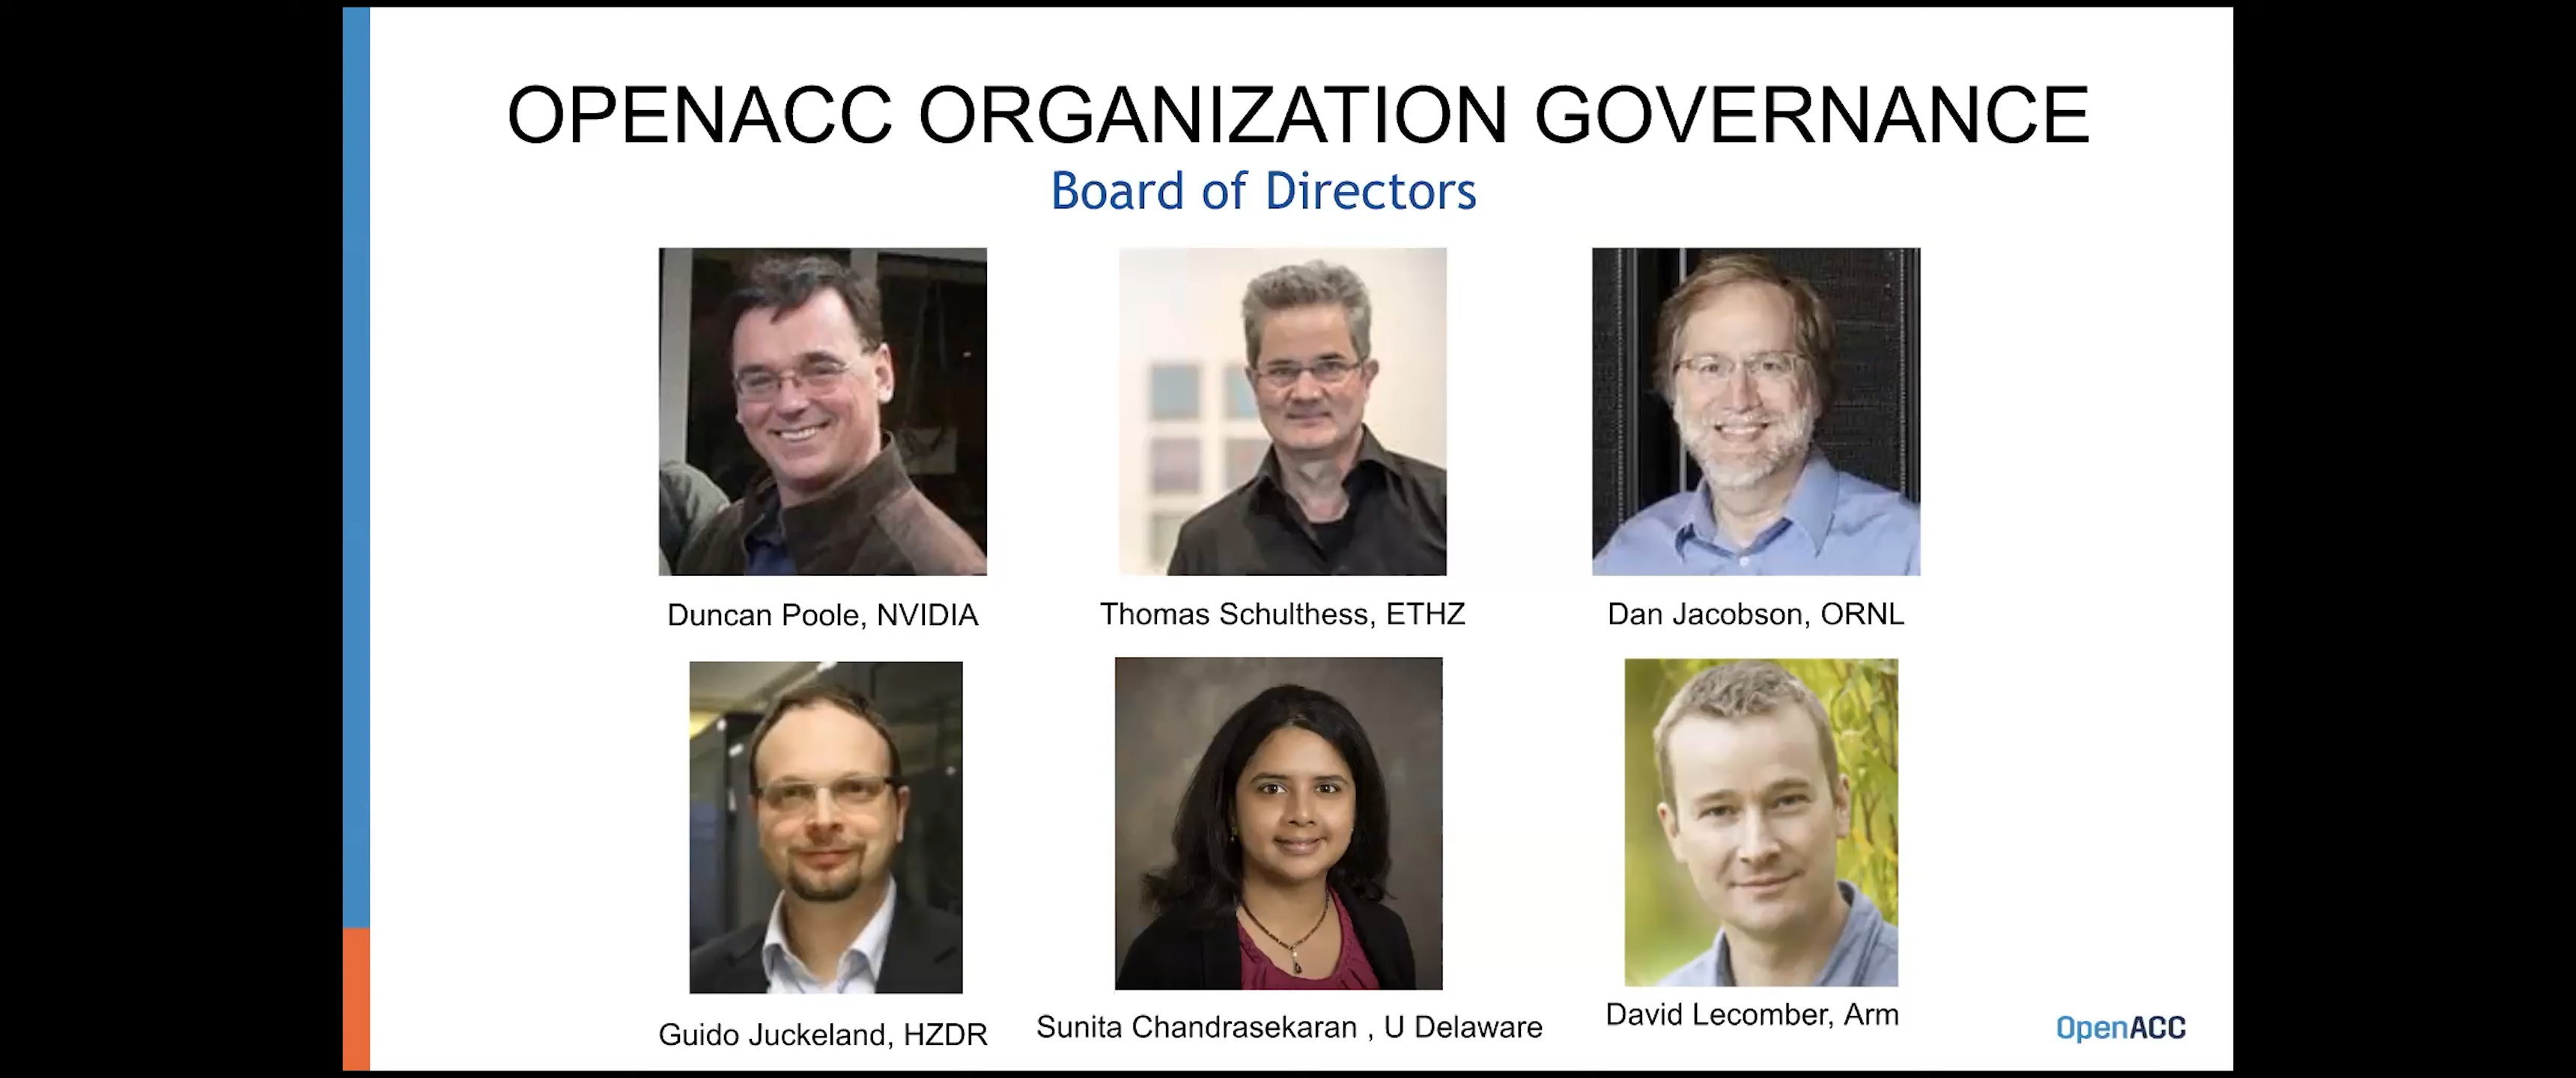 OPENACC ORGANIZATION GOVERNANCE
Board of Directors
Duncan Poole, NVIDIA
Thomas Schulthess, ETHZ
Dan Jacobson, ORNL
Guido Juckeland, HZDR
Sunita Chandrasekaran , U Delaware
David Lecomber, Arm
OpenACC